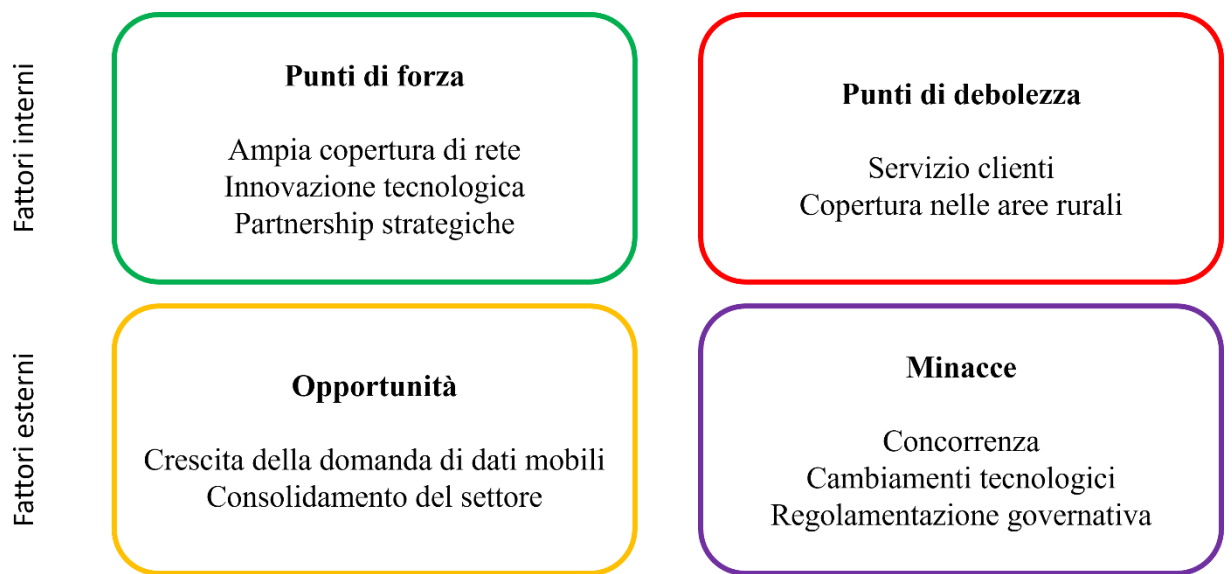 Fattori interni
Punti di forza
Ampia copertura di rete
Innovazione tecnologica
Partnership strategiche
Punti di debolezza
Servizio clienti
Copertura nelle aree rurali
Fattori esterni
Opportunità
Crescita della domanda di dati mobili
Consolidamento del settore
Minacce
Concorrenza
Cambiamenti tecnologici
Regolamentazione governativa